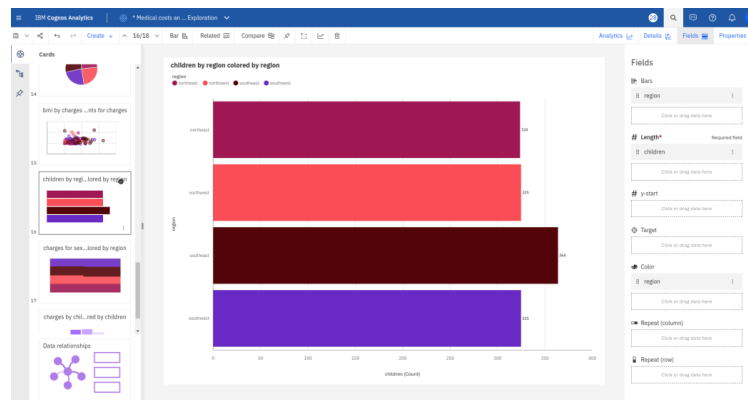 IBM Cognos Analytics
* Medical costs an ... Exploration
Create +
16/18
Bar
Related
Compare
Analytics
Details
Fields
Properties
Cards
14
bmi by charges ...nts for charges
15
children by regi...lored by region
16
charges for sex...lored by region
17
charges by chil...red by children
Data relationships
children by region colored by region
region
northeast northwest southeast southwest
northeast
324
northwest
325
region
southeast
364
southwest
325
0 50 100 150 200 250 300 350 400
children (Count)
Fields
Bars
region
Click or drag data here
# Length* Required field
children
Click or drag data here
# y-start
Click or drag data here
Target
Click or drag data here
Color
region
Click or drag data here
Repeat (column)
Click or drag data here
Repeat (row)
Click or drag data here